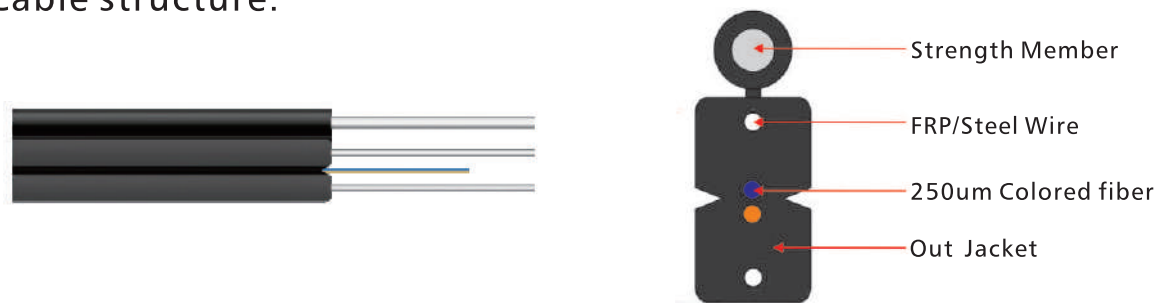 cable structure:
Strength Member
FRP/Steel Wire
250um Colored fiber
Out Jacket